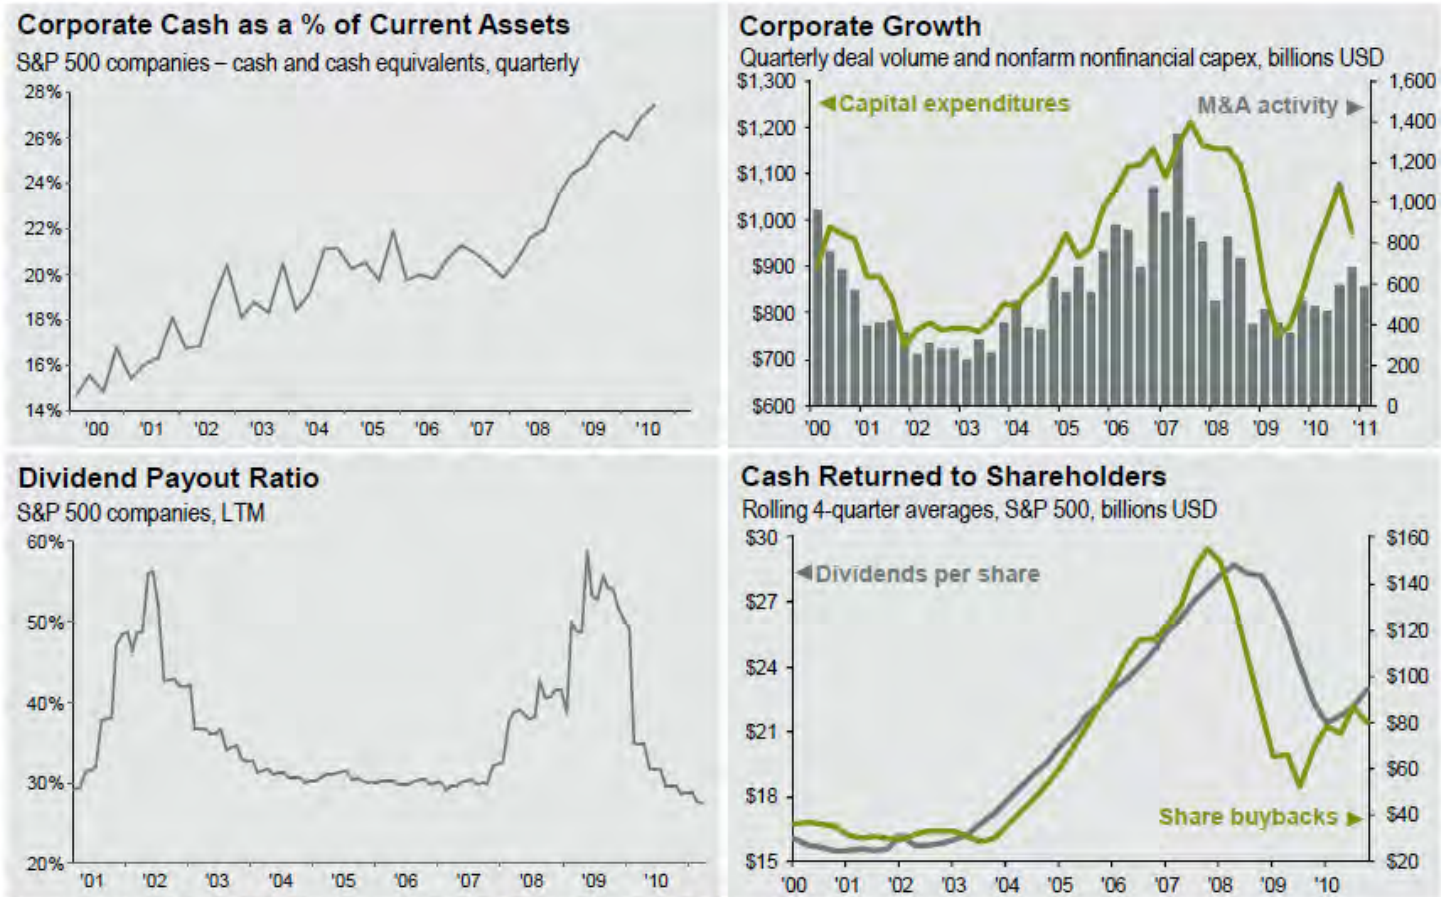 Corporate Cash as a % of Current Assets
S&P 500 companies – cash and cash equivalents, quarterly
28%
26%
24%
22%
20%
18%
16%
14%
'00 '01 '02 '03 '04 '05 '06 '07 '08 '09 '10
Corporate Growth
Quarterly deal volume and nonfarm nonfinancial capex, billions USD
$1,300 1,600
◄Capital expenditures M&A activity ►
$1,200 1,400
$1,100 1,200
$1,000 1,000
$900 800
$800 600
$700 400
200
$600 0
'00 '01 '02 '03 '04 '05 '06 '07 '08 '09 '10 '11
Dividend Payout Ratio
S&P 500 companies, LTM
60%
50%
40%
30%
20%
'01 '02 '03 '04 '05 '06 '07 '08 '09 '10
Cash Returned to Shareholders
Rolling 4-quarter averages, S&P 500, billions USD
$30 $160
◄Dividends per share
$27 $140
$24 $120
$21 $100
$18 $80
$60
Share buybacks ►
$40
$15 $20
'00 '01 '02 '03 '04 '05 '06 '07 '08 '09 '10